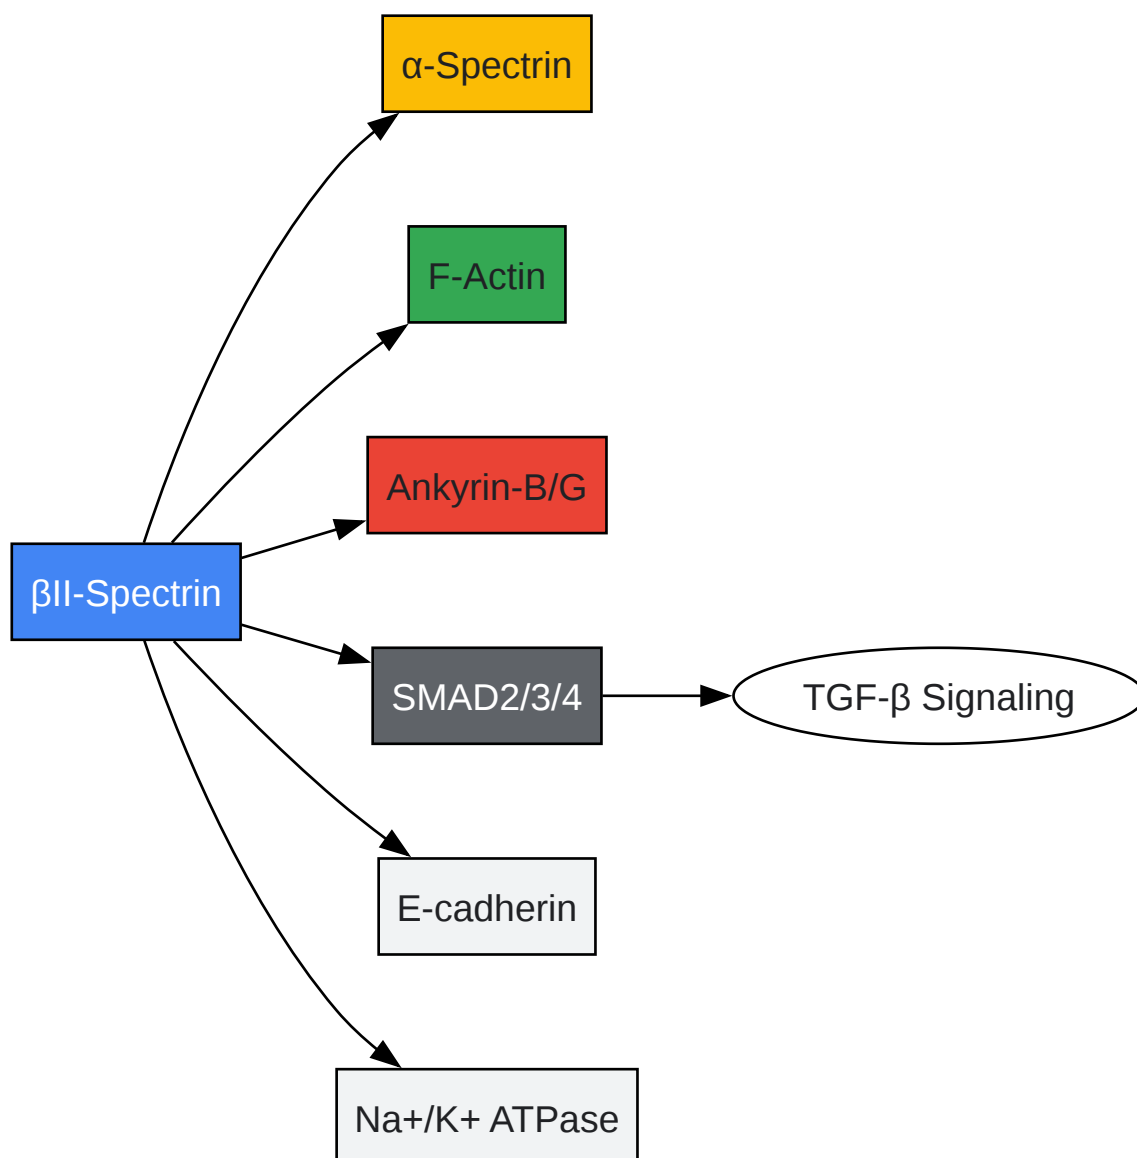 α-Spectrin
F-Actin
Ankyrin-B/G
βII-Spectrin
SMAD2/3/4
TGF-β Signaling
E-cadherin
Na+/K+ ATPase